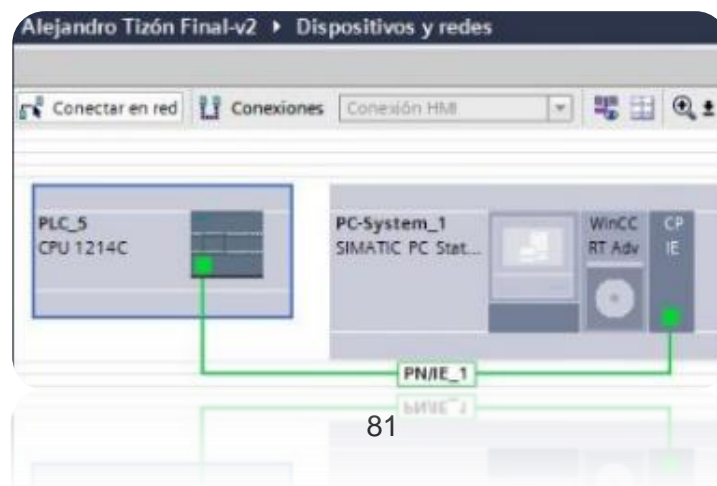 Alejandro Tizón Final-v2 ▸ Dispositivos y redes
Conectar en red Conexiones Conexión HMI
PLC_5
CPU 1214C
PC-System_1
SIMATIC PC Stat...
WinCC
RT Adv
CP
IE
PN/IE_1
81